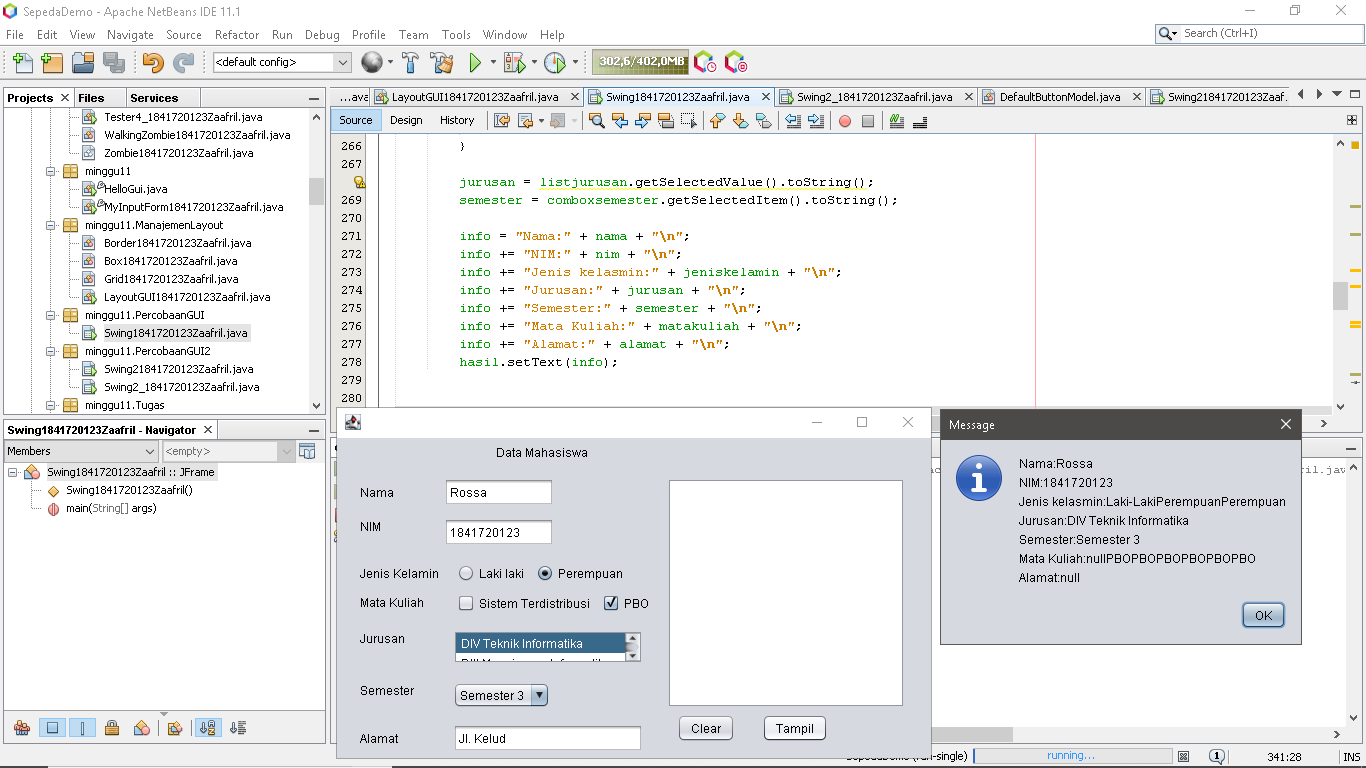 SepedaDemo - Apache NetBeans IDE 11.1
File Edit View Navigate Source Refactor Run Debug Profile Team Tools Window Help
Search (Ctrl+I)
<default config>
302,6/402,0MB
Projects Files Services
...ava LayoutGUI1841720123Zaafril.java Swing1841720123Zaafril.java Swing2_1841720123Zaafril.java DefaultButtonModel.java Swing21841720123Zaaf...
Source Design History
Tester4_1841720123Zaafril.java
WalkingZombie1841720123Zaafril.java
Zombie1841720123Zaafril.java
minggu11
HelloGui.java
MyInputForm1841720123Zaafril.java
minggu11.ManajemenLayout
Border1841720123Zaafril.java
Box1841720123Zaafril.java
Grid1841720123Zaafril.java
LayoutGUI1841720123Zaafril.java
minggu11.PercobaanGUI
Swing1841720123Zaafril.java
minggu11.PercobaanGUI2
Swing21841720123Zaafril.java
Swing2_1841720123Zaafril.java
minggu11.Tugas
266 }
267
jurusan = listjurusan.getSelectedValue().toString();
269 semester = comboxsemester.getSelectedItem().toString();
270
271 info = "Nama:" + nama + "\n";
272 info += "NIM:" + nim + "\n";
273 info += "Jenis kelasmin:" + jeniskelamin + "\n";
274 info += "Jurusan:" + jurusan + "\n";
275 info += "Semester:" + semester + "\n";
276 info += "Mata Kuliah:" + matakuliah + "\n";
277 info += "Alamat:" + alamat + "\n";
278 hasil.setText(info);
279
280
Swing1841720123Zaafril - Navigator
Members <empty>
Swing1841720123Zaafril :: JFrame
Swing1841720123Zaafril()
main(String[] args)
Data Mahasiswa
Nama Rossa
NIM 1841720123
Jenis Kelamin Laki laki Perempuan
Mata Kuliah Sistem Terdistribusi PBO
Jurusan DIV Teknik Informatika
Semester Semester 3
Alamat Jl. Kelud
Clear Tampil
Message
Nama:Rossa
NIM:1841720123
Jenis kelasmin:Laki-LakiPerempuanPerempuan
Jurusan:DIV Teknik Informatika
Semester:Semester 3
Mata Kuliah:nullPBOPBOPBOPBOPBOPBO
Alamat:null
OK
ril.java
SepedaDemo (run-single) running... 1 341:28 INS